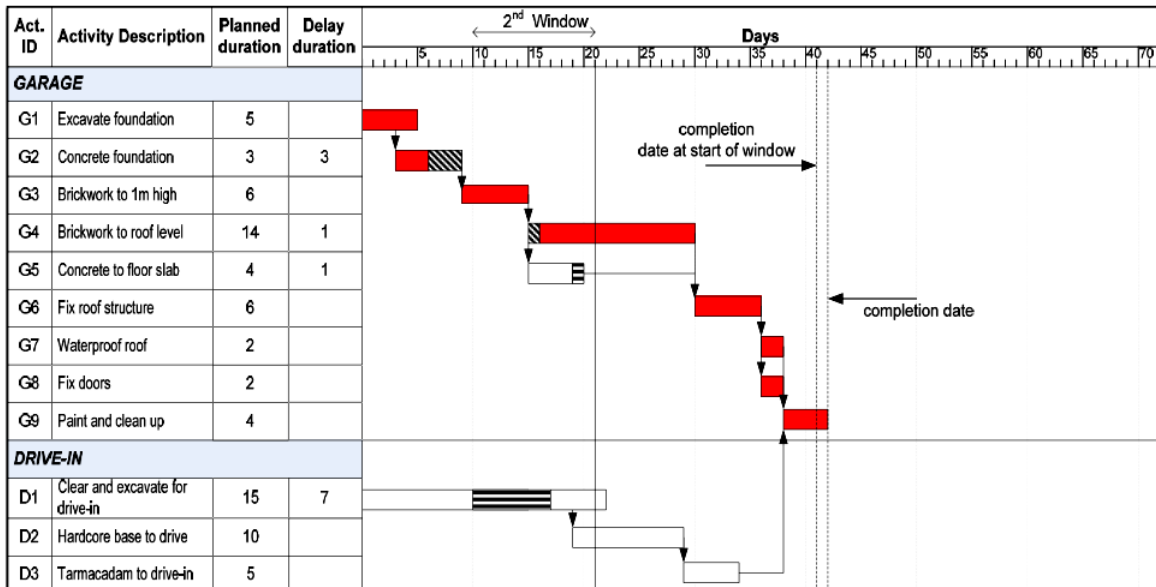 2nd Window
Act. ID Activity Description Planned duration Delay duration Days
5 10 15 20 25 30 35 40 45 50 55 60 65 70
GARAGE
G1 Excavate foundation 5
G2 Concrete foundation 3 3
G3 Brickwork to 1m high 6
G4 Brickwork to roof level 14 1
G5 Concrete to floor slab 4 1
G6 Fix roof structure 6
G7 Waterproof roof 2
G8 Fix doors 2
G9 Paint and clean up 4
completion
date at start of window
completion date
DRIVE-IN
D1 Clear and excavate for drive-in 15 7
D2 Hardcore base to drive 10
D3 Tarmacadam to drive-in 5